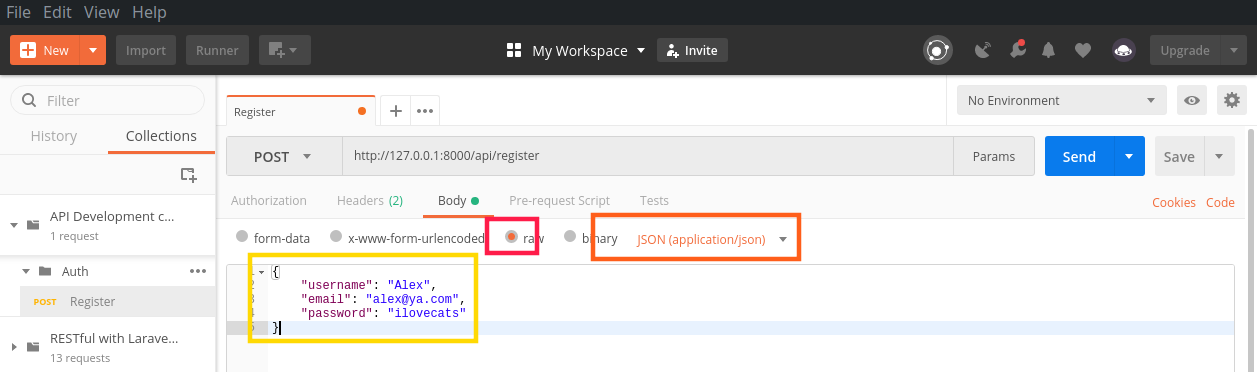 File Edit View Help
New Import Runner My Workspace Invite Upgrade
Filter
History Collections
API Development c...
1 request
Auth
POST Register
RESTful with Larave...
13 requests
Register ••• No Environment
POST http://127.0.0.1:8000/api/register Params Send Save
Authorization Headers (2) Body Pre-request Script Tests Cookies Code
form-data x-www-form-urlencoded raw binary JSON (application/json)
1 {
2 "username": "Alex",
3 "email": "alex@ya.com",
4 "password": "ilovecats"
5 }